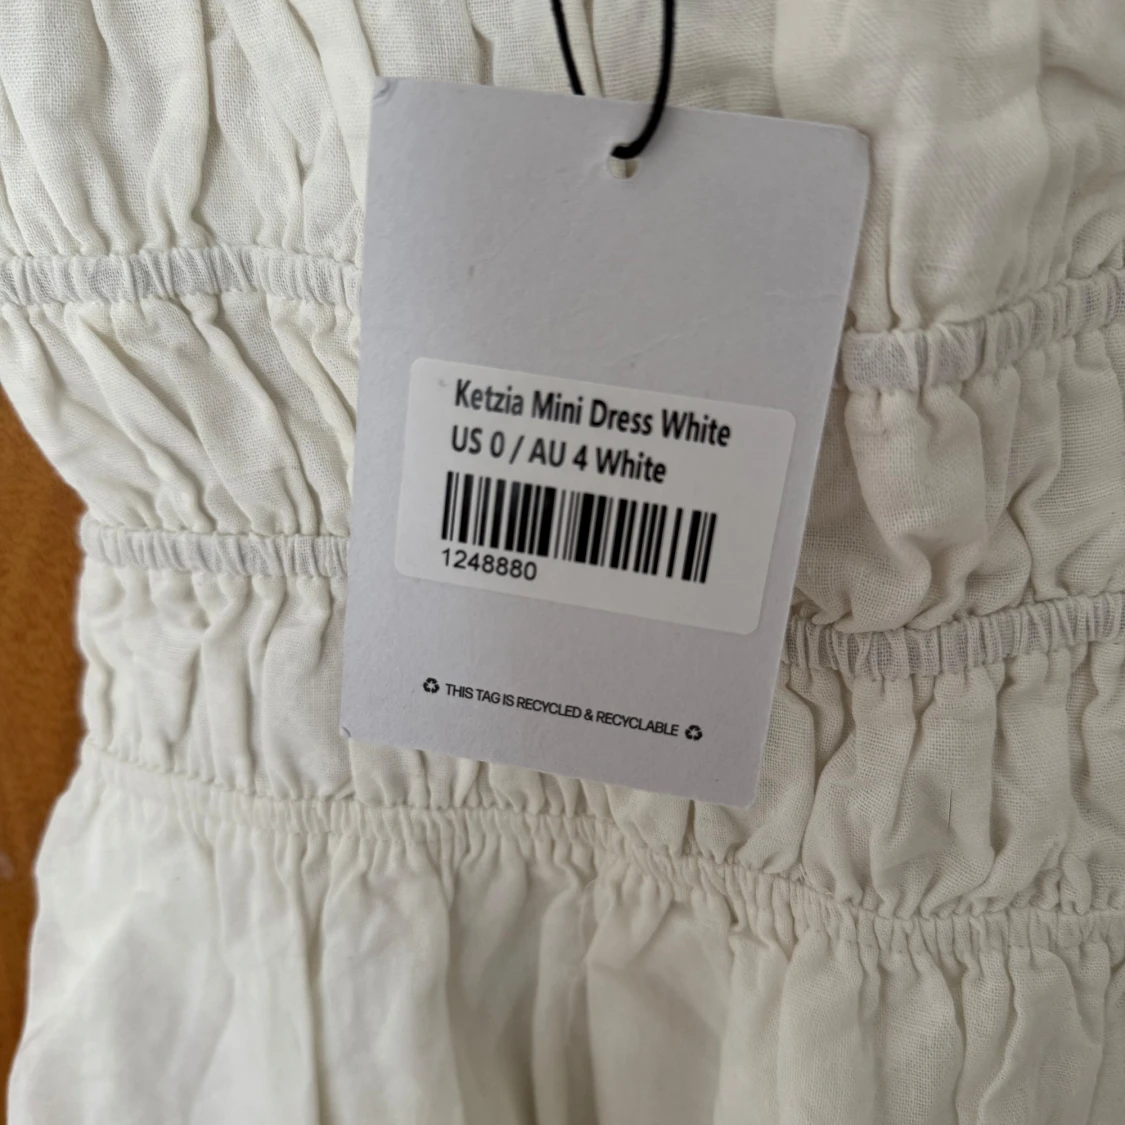 Ketzia Mini Dress White
US 0 / AU 4 White
1248880
♻ THIS TAG IS RECYCLED & RECYCLABLE ♻